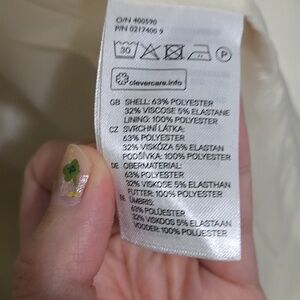 O/N 400590
P/N 0217400 9
30 P
clevercare.info
GB SHELL: 63% POLYESTER
32% VISCOSE 5% ELASTANE
LINING: 100% POLYESTER
CZ SVRCHNÍ LÁTKA:
63% POLYESTER
32% VISKÓZA 5% ELASTAN
PODŠÍVKA: 100% POLYESTER
DE OBERMATERIAL:
63% POLYESTER
32% VISKOSE 5% ELASTHAN
FUTTER: 100% POLYESTER
ÜMBRIS:
63% POLÜESTER
32% VISKOOS 5% ELASTAAN
VOODER: 100% POLÜESTER